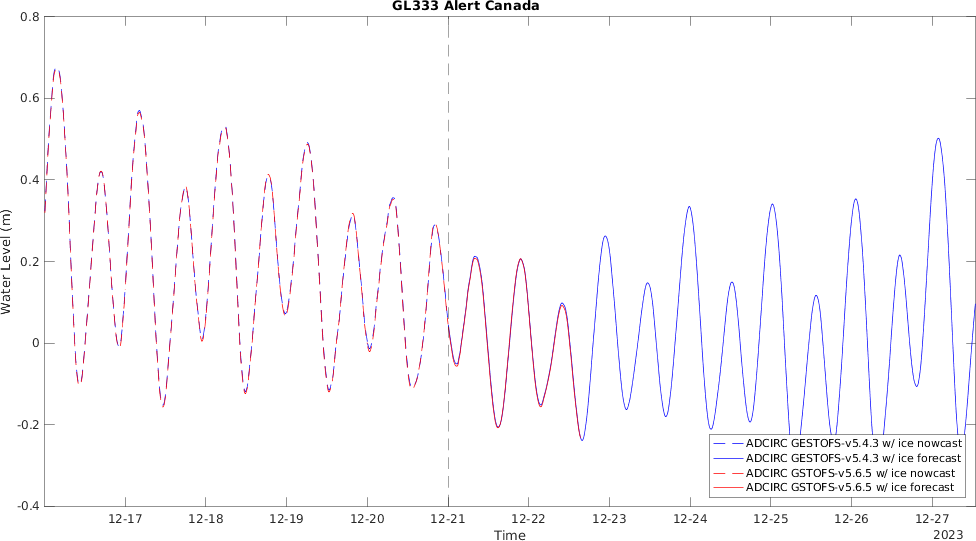 GL333 Alert Canada
0.8
0.6
0.4
0.2
0
-0.2
-0.4
Water Level (m)
ADCIRC GESTOFS-v5.4.3 w/ ice nowcast
ADCIRC GESTOFS-v5.4.3 w/ ice forecast
ADCIRC GSTOFS-v5.6.5 w/ ice nowcast
ADCIRC GSTOFS-v5.6.5 w/ ice forecast
12-17 12-18 12-19 12-20 12-21 12-22 12-23 12-24 12-25 12-26 12-27
Time
2023